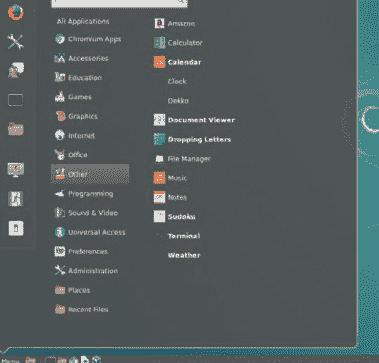 All Applications
Chromium Apps
Accessories
Education
Games
Graphics
Internet
Office
Other
Programming
Sound & Video
Universal Access
Preferences
Administration
Places
Recent Files
Amazon
Calculator
Calendar
Clock
Dekko
Document Viewer
Dropping Letters
File Manager
Music
Notes
Sudoku
Terminal
Weather
Menu